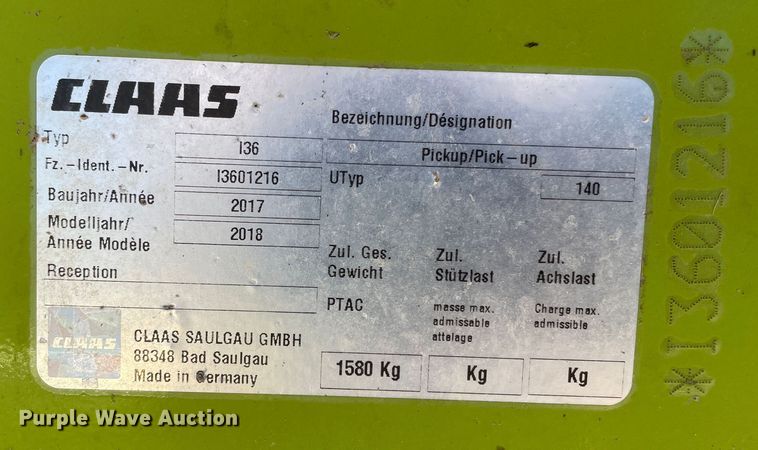 CLAAS
Bezeichnung/Désignation
Typ I36 Pickup/Pick-up
Fz.-Ident.-Nr. I3601216 UTyp 140
Baujahr/Année 2017
Modelljahr/
Année Modèle 2018
Reception
Zul. Ges.
Gewicht
PTAC
1580 Kg
Zul.
Stützlast
masse max.
admissable
attelage
Kg
Zul.
Achslast
Charge max.
admissible
Kg
CLAAS
CLAAS SAULGAU GMBH
88348 Bad Saulgau
Made in Germany
*I3601216*
Purple Wave Auction